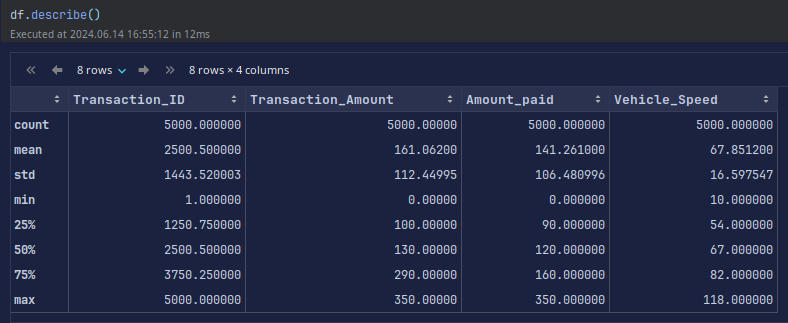 df.describe()
Executed at 2024.06.14 16:55:12 in 12ms
8 rows 8 rows × 4 columns
Transaction_ID Transaction_Amount Amount_paid Vehicle_Speed
count 5000.000000 5000.00000 5000.000000 5000.000000
mean 2500.500000 161.06200 141.261000 67.851200
std 1443.520003 112.44995 106.480996 16.597547
min 1.000000 0.00000 0.000000 10.000000
25% 1250.750000 100.00000 90.000000 54.000000
50% 2500.500000 130.00000 120.000000 67.000000
75% 3750.250000 290.00000 160.000000 82.000000
max 5000.000000 350.00000 350.000000 118.000000